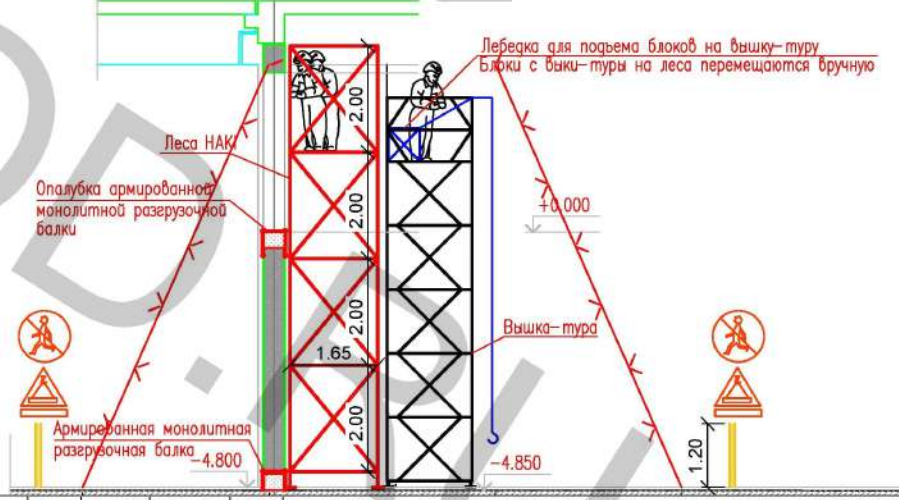 Лебедка для подъема блоков на вышку-туру
Блоки с выки-туры на леса перемещаются вручную
2.00
Леса НАКІ
Опалубка армированной
монолитной разгрузочной
балки
2.00
+0.000
2.00
Вышка-тура
1.65
Армированная монолитная
разгрузочная балка
2.00
-4.800
-4.850
1.20